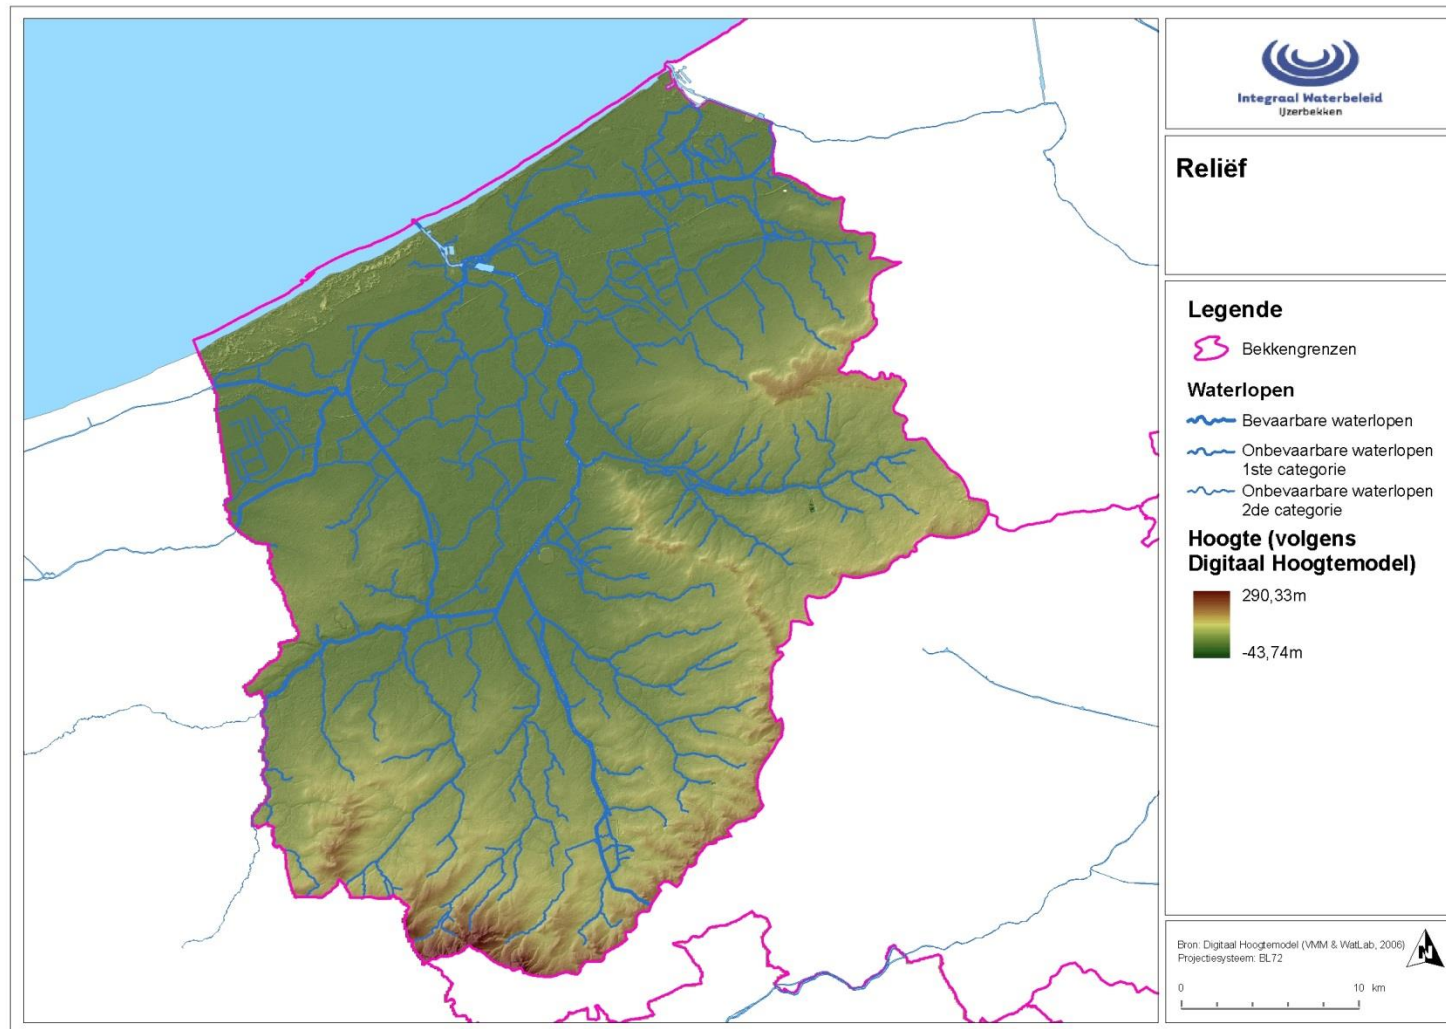 Integraal Waterbeleid
IJzerbekken
Reliëf
Legende
Bekkengrenzen
Waterlopen
Bevaarbare waterlopen
Onbevaarbare waterlopen
1ste categorie
Onbevaarbare waterlopen
2de categorie
Hoogte (volgens
Digitaal Hoogtemodel)
290,33m
-43,74m
Bron: Digitaal Hoogtemodel (VMM & WatLab, 2006)
Projectiesysteem: BL72
N
0 10 km